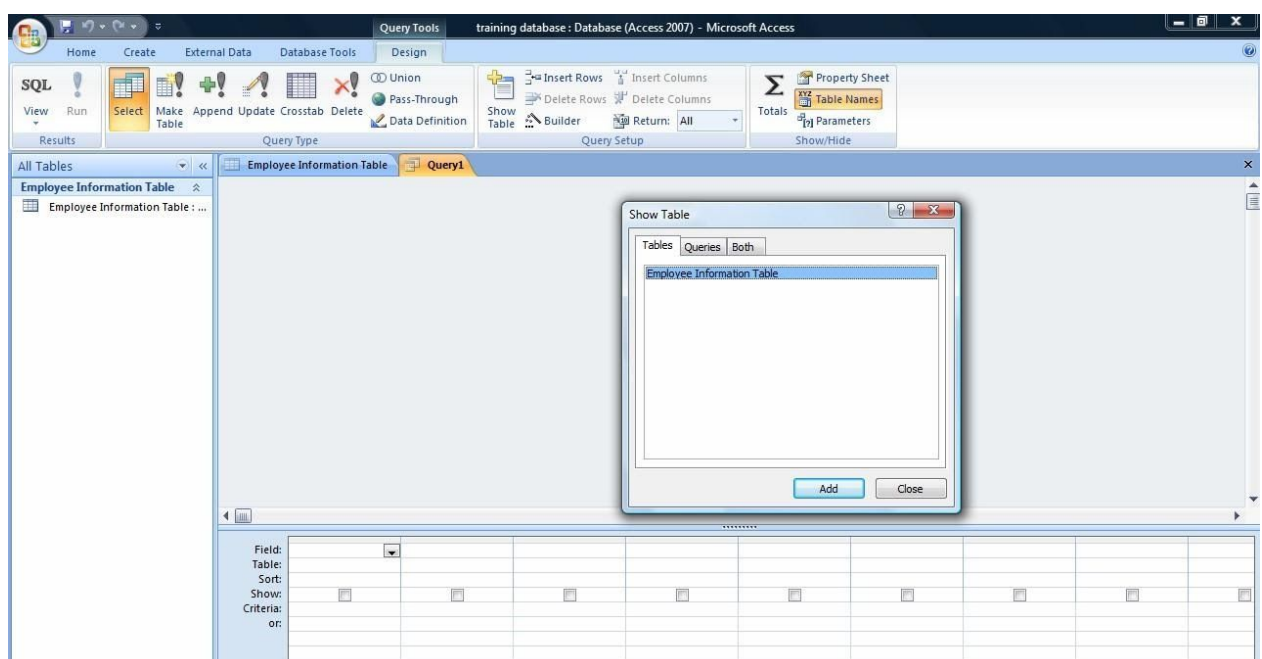 Query Tools
training database : Database (Access 2007) - Microsoft Access
Home Create External Data Database Tools Design
SQL View
Run
Results
Select
Make Table
Append
Update
Crosstab
Delete
Union
Pass-Through
Data Definition
Query Type
Show Table
Insert Rows
Delete Rows
Builder
Insert Columns
Delete Columns
Return: All
Query Setup
Σ Totals
Property Sheet
XYZ Table Names
[?] Parameters
Show/Hide
All Tables
Employee Information Table
Employee Information Table : ...
Employee Information Table
Query1
Show Table
Tables Queries Both
Employee Information Table
Add Close
Field:
Table:
Sort:
Show:
Criteria:
or: